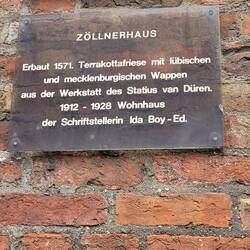 ZÖLLNERHAUS
Erbaut 1571. Terrakottafriese mit lübischen
und mecklenburgischen Wappen
aus der Werkstatt des Statius van Düren.
1912 - 1928 Wohnhaus
der Schriftstellerin Ida Boy-Ed.